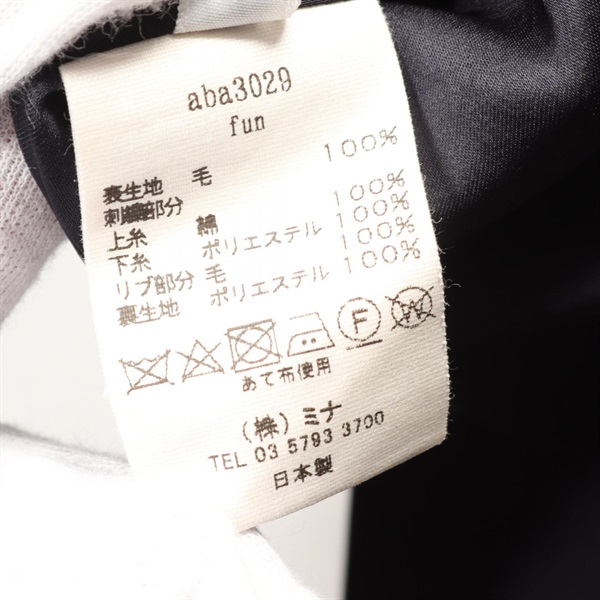 aba3029
fun
表生地 毛 100%
刺繍部分
上糸 綿 100%
下糸 ポリエステル 100%
リブ部分 毛 100%
裏生地 ポリエステル 100%
F
W
あて布使用
(株)ミナ
TEL 03 5793 3700
日本製